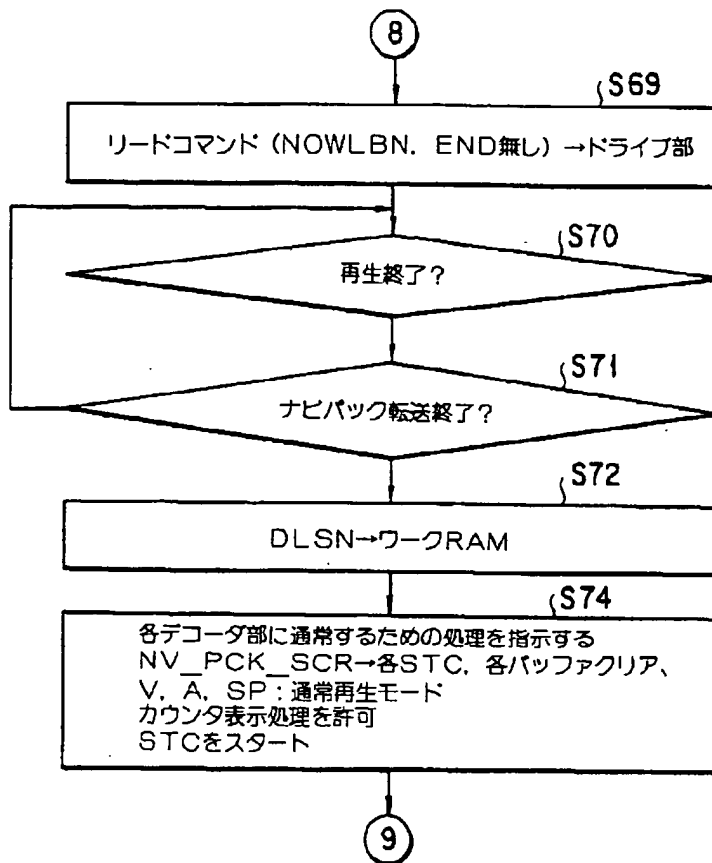 8
S69
リードコマンド（NOWLBN．END無し）→ドライブ部
S70
再生終了？
S71
ナビパック転送終了？
S72
DLSN→ワークRAM
S74
各デコーダ部に通常するための処理を指示する
NV_PCK_SCR→各STC．各バッファクリア、
V．A．SP：通常再生モード
カウンタ表示処理を許可
STCをスタート
9